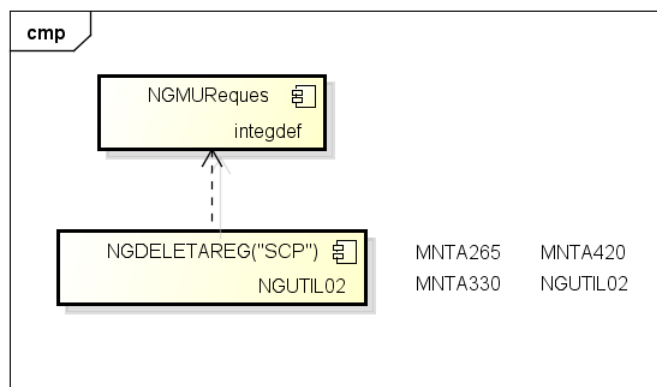 cmp
NGMUReques
integdef
NGDELETAREG("SCP")
NGUTIL02
MNTA265 MNTA420
MNTA330 NGUTIL02